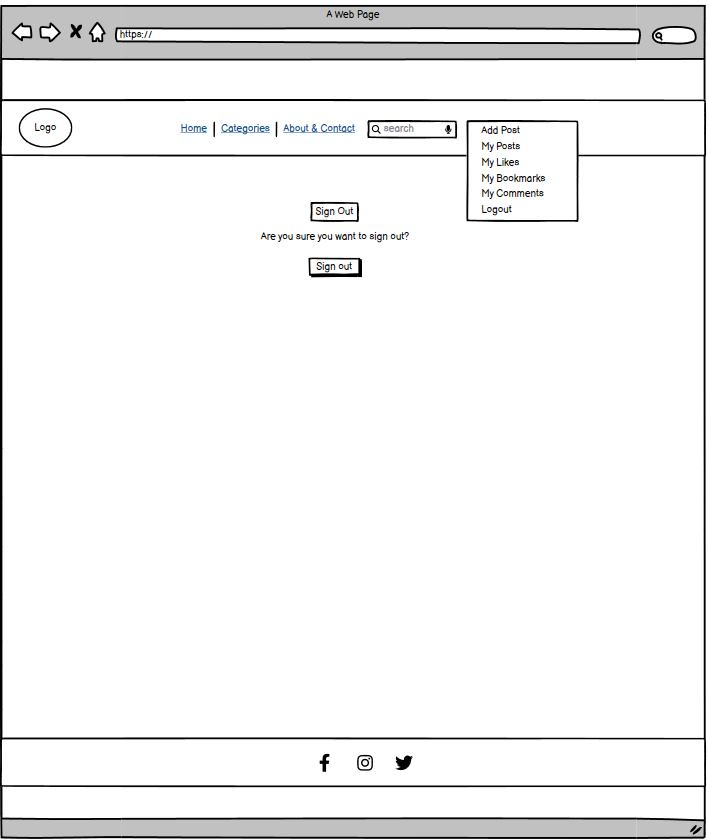 A Web Page
https://
Logo
Home
Categories
About & Contact
search
Add Post
My Posts
My Likes
My Bookmarks
My Comments
Logout
Sign Out
Are you sure you want to sign out?
Sign out